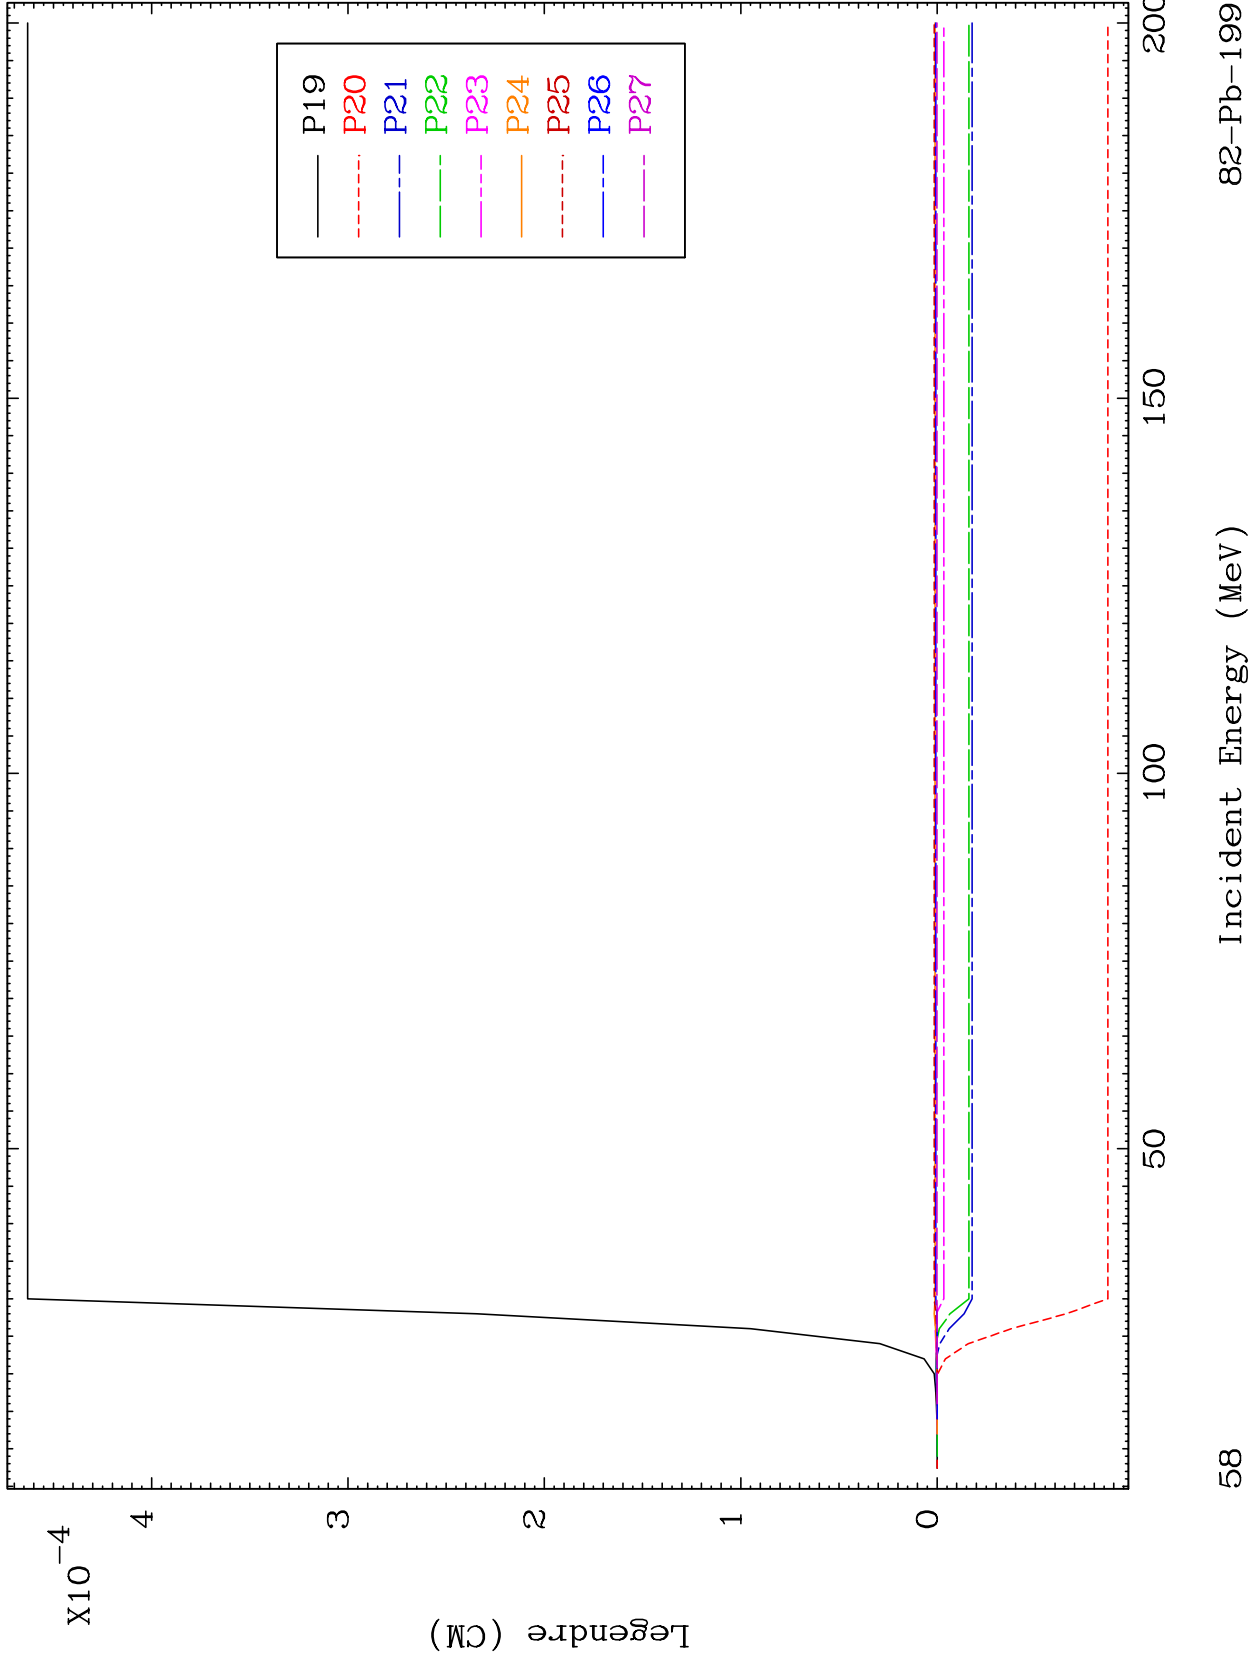 X10-4
4
3
2
1
0
Legendre (CM)
P19
P20
P21
P22
P23
P24
P25
P26
P27
50
100
150
200
Incident Energy (MeV)
58
82-Pb-199